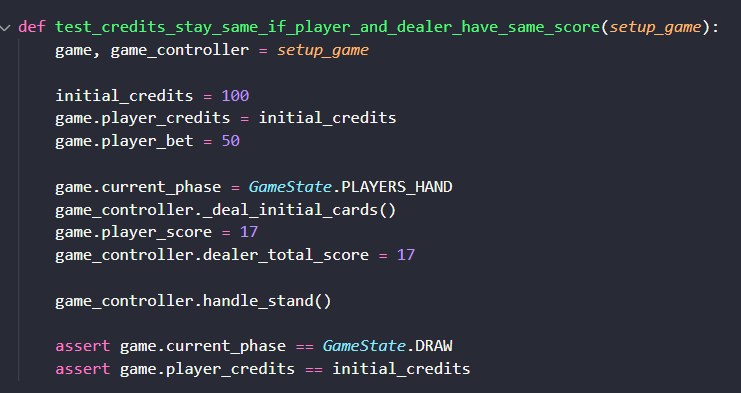 def test_credits_stay_same_if_player_and_dealer_have_same_score(setup_game):
    game, game_controller = setup_game

    initial_credits = 100
    game.player_credits = initial_credits
    game.player_bet = 50

    game.current_phase = GameState.PLAYERS_HAND
    game_controller._deal_initial_cards()
    game.player_score = 17
    game_controller.dealer_total_score = 17

    game_controller.handle_stand()

    assert game.current_phase == GameState.DRAW
    assert game.player_credits == initial_credits